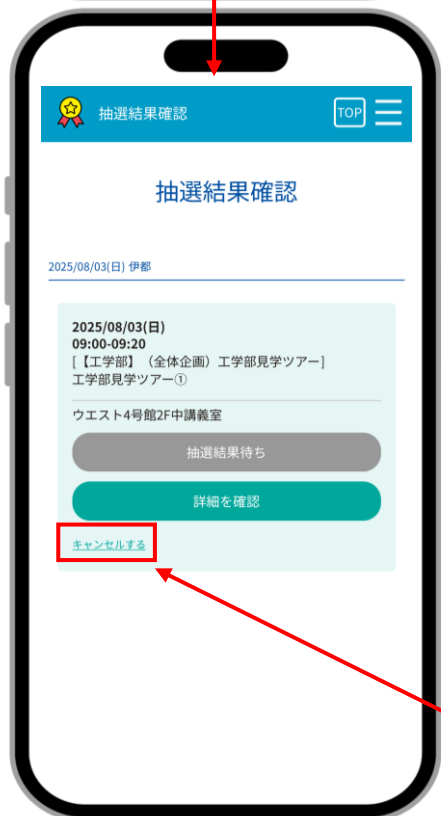 抽選結果確認
TOP
抽選結果確認
2025/08/03(日) 伊都
2025/08/03(日)
09:00-09:20
[【工学部】（全体企画）工学部見学ツアー]
工学部見学ツアー①
ウエスト4号館2F中講義室
抽選結果待ち
詳細を確認
キャンセルする